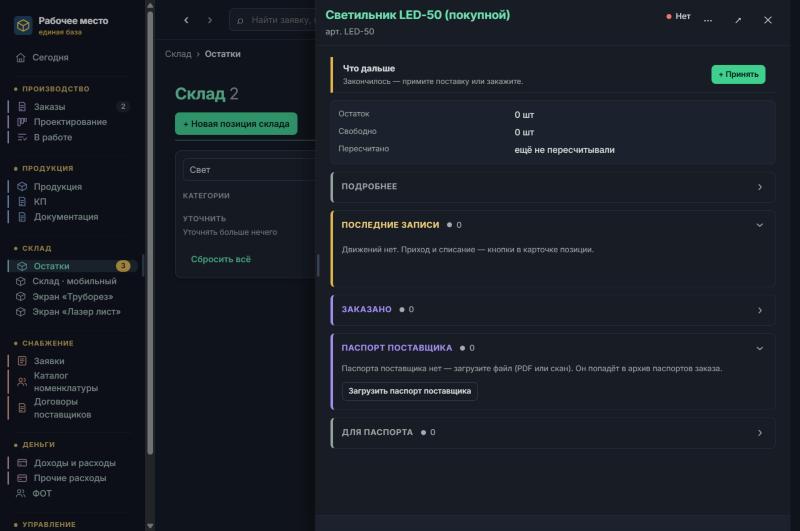 Рабочее место
единая база
Сегодня
ПРОИЗВОДСТВО
Заказы 2
Проектирование
В работе
ПРОДУКЦИЯ
Продукция
КП
Документация
СКЛАД
Остатки 3
Склад · мобильный
Экран «Труборез»
Экран «Лазер лист»
СНАБЖЕНИЕ
Заявки
Каталог
номенклатуры
Договоры
поставщиков
ДЕНЬГИ
Доходы и расходы
Прочие расходы
ФОТ
УПРАВЛЕНИЕ
Найти заявку,
Склад › Остатки
Склад 2
+ Новая позиция склада
Свет
КАТЕГОРИИ
УТОЧНИТЬ
Уточнять больше нечего
Сбросить всё
Светильник LED-50 (покупной)
арт. LED-50
Нет
...
Что дальше
Закончилось — примите поставку или закажите.
+ Принять
Остаток 0 шт
Свободно 0 шт
Пересчитано ещё не пересчитывали
ПОДРОБНЕЕ
ПОСЛЕДНИЕ ЗАПИСИ 0
Движений нет. Приход и списание — кнопки в карточке позиции.
ЗАКАЗАНО 0
ПАСПОРТ ПОСТАВЩИКА 0
Паспорта поставщика нет — загрузите файл (PDF или скан). Он попадёт в архив паспортов заказа.
Загрузить паспорт поставщика
ДЛЯ ПАСПОРТА 0